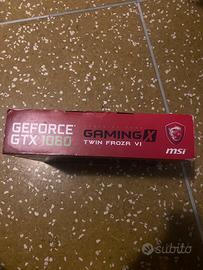 GEFORCE
GTX 1060
GAMING X
TWIN FROZR VI
msi
subito